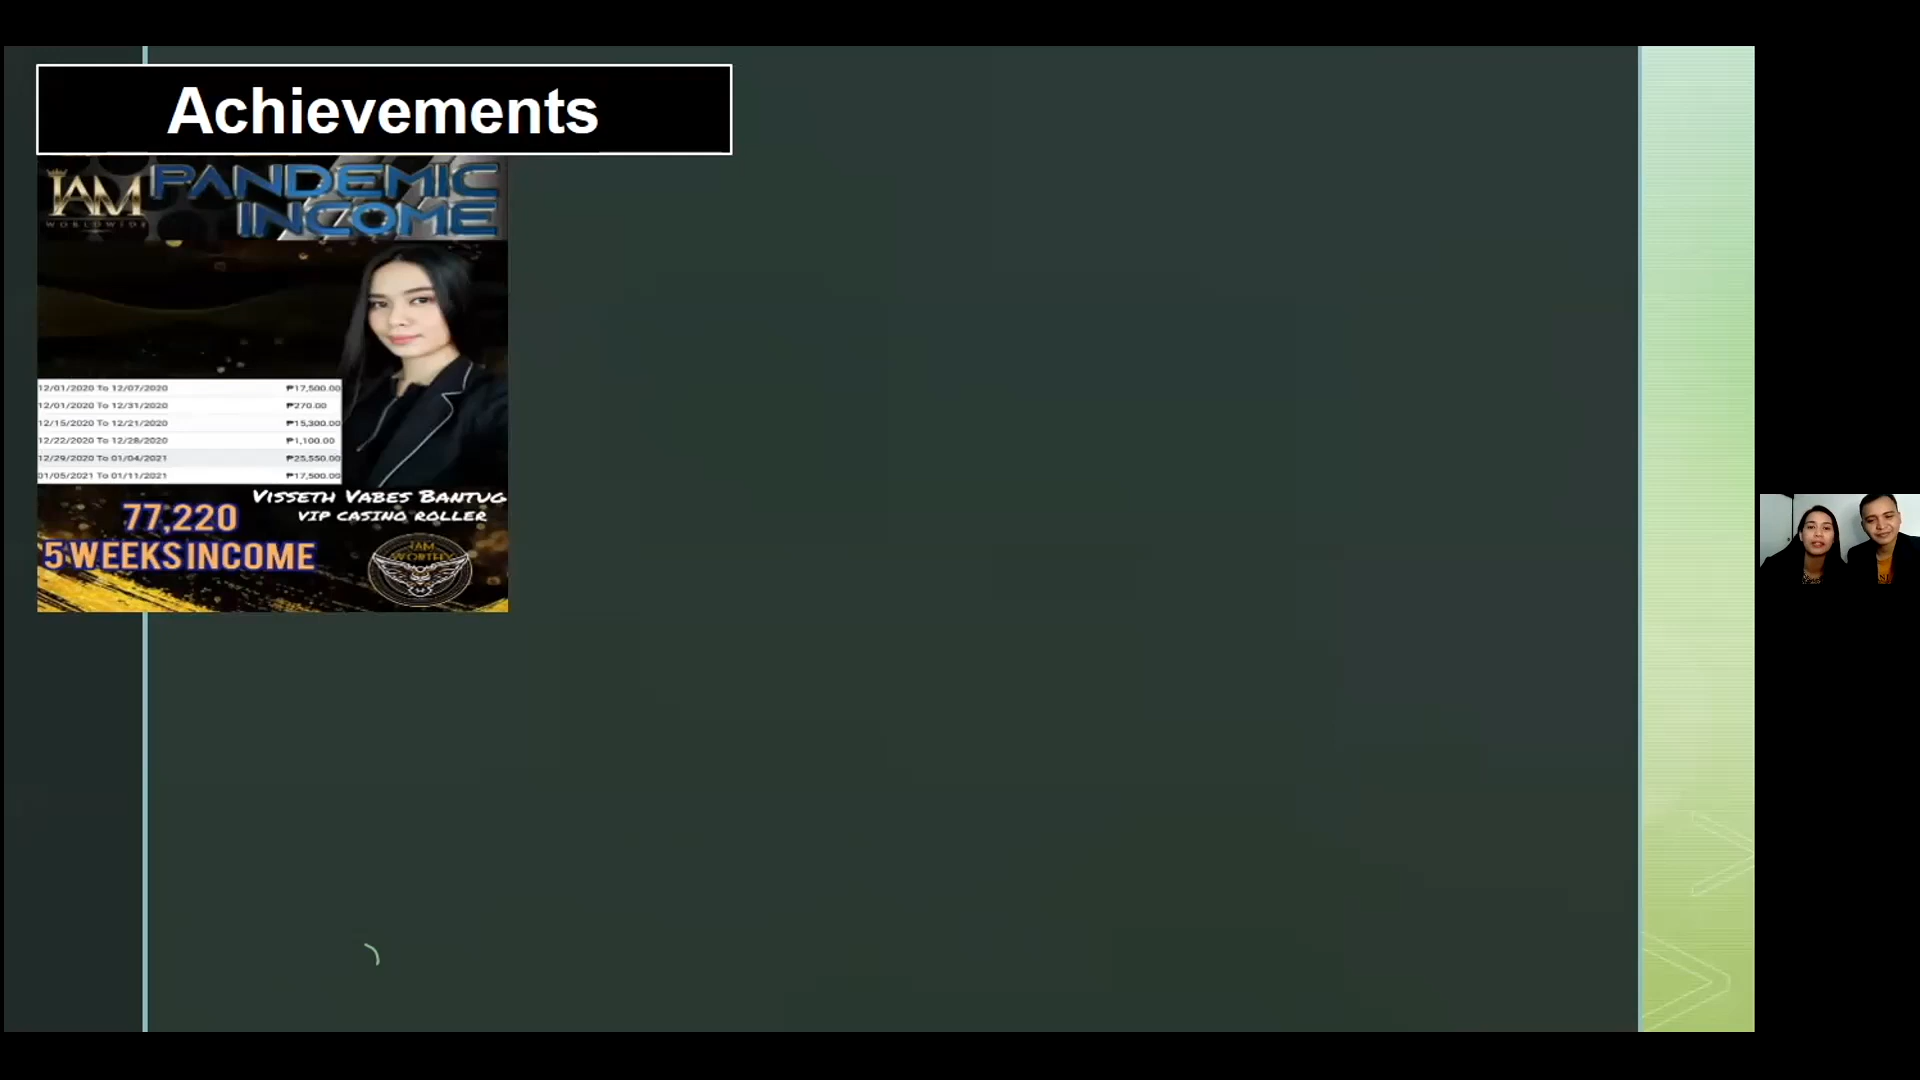 Achievements
IAM PANDEMIC
WORLDWIDE INCOME
12/01/2020 To 12/07/2020 ₱17,500.00
12/01/2020 To 12/31/2020 ₱270.00
12/15/2020 To 12/21/2020 ₱15,300.00
12/22/2020 To 12/28/2020 ₱1,100.00
12/29/2020 To 01/04/2021 ₱25,550.00
01/05/2021 To 01/11/2021 ₱17,500.00
VISSETH VABES BANTUG
VIP CASINO ROLLER
77,220
5 WEEKS INCOME
IAM
WORTHY